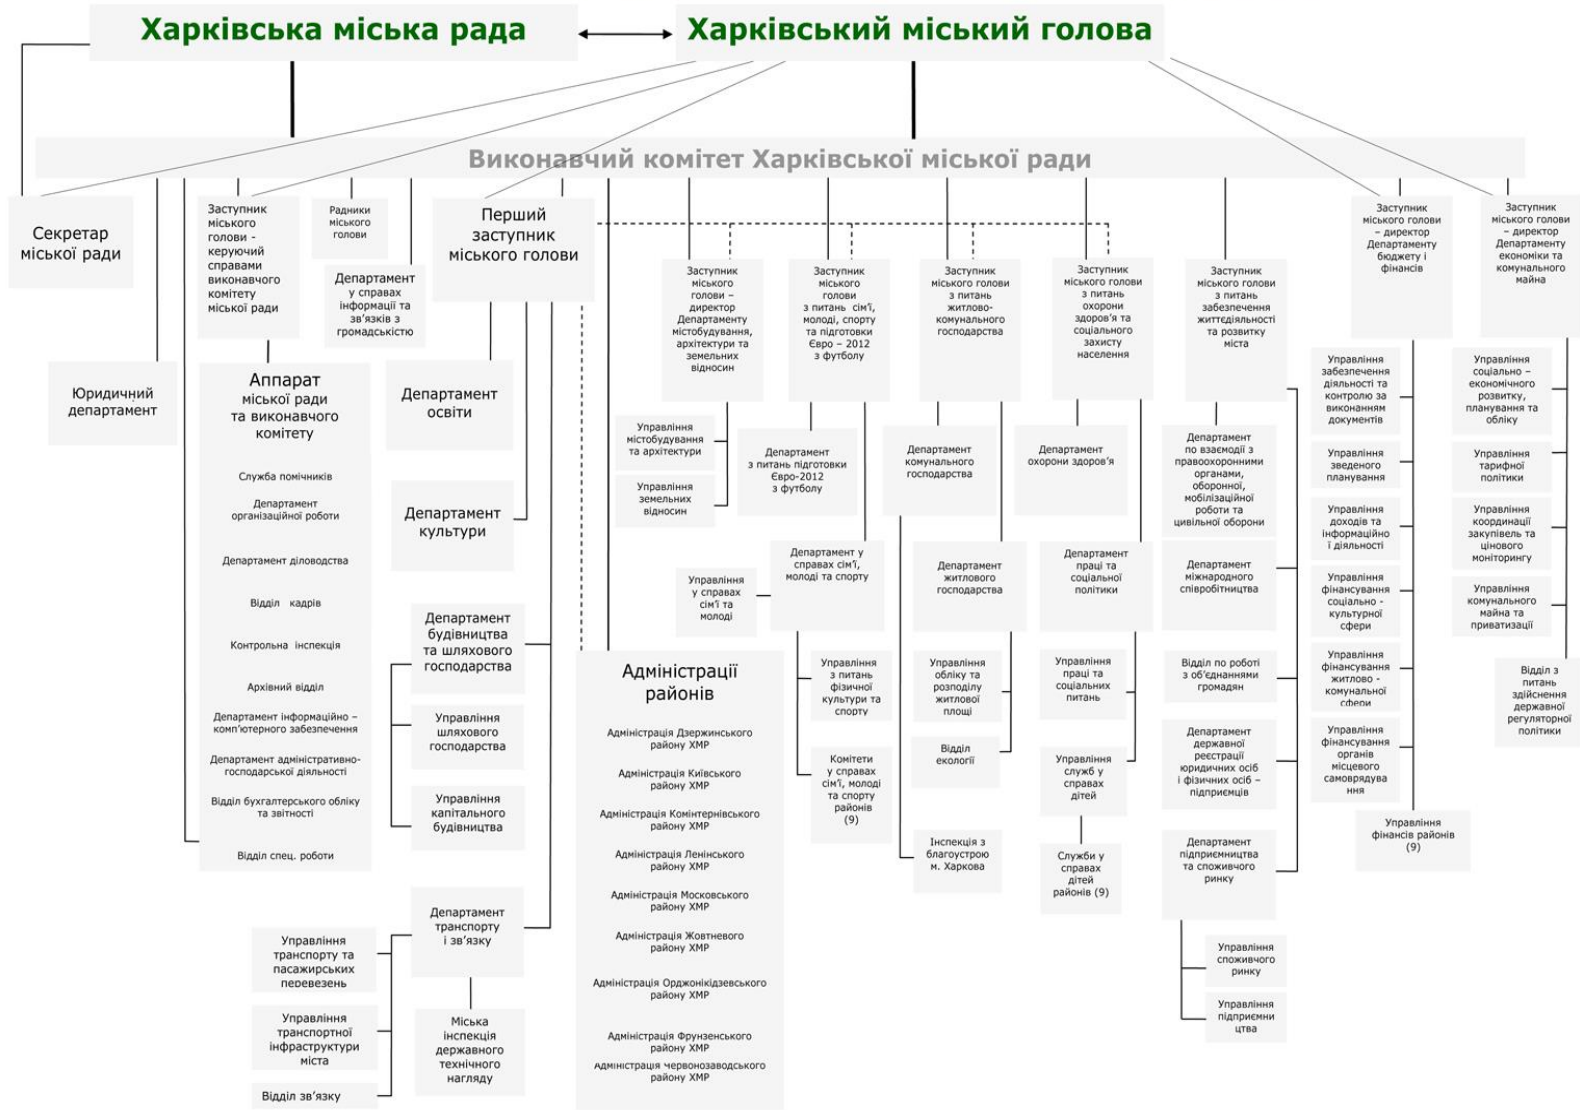 Харківська міська рада
Харківський міський голова
Виконавчий комітет Харківської міської ради
Секретар
міської ради
Заступник
міського
голови -
керуючий
справами
виконавчого
комітету
міської ради
Радники
міського
голови
Департамент
у справах
інформації та
зв’язків з
громадськістю
Перший
заступник
міського голови
Заступник
міського
голови –
директор
Департаменту
містобудування,
архітектури та
земельних
відносин
Заступник
міського
голови
з питань сім’ї,
молоді, спорту
та підготовки
Євро – 2012
з футболу
Заступник
міського голови
з питань
житлово-
комунального
господарства
Заступник
міського голови
з питань
охорони
здоров’я та
соціального
захисту
населення
Заступник
міського голови
з питань
забезпечення
життєдіяльності
та розвитку
міста
Заступник
міського голови
– директор
Департаменту
бюджету і
фінансів
Заступник
міського голови
– директор
Департаменту
економіки та
комунального
майна
Юридичний
департамент
Аппарат
міської ради
та виконавчого
комітету
Служба помічників
Департамент
організаційної роботи
Департамент діловодства
Відділ кадрів
Контрольна інспекція
Архівний відділ
Департамент інформаційно –
комп’ютерного забезпечення
Департамент адміністративно-
господарської діяльності
Відділ бухгалтерського обліку
та звітності
Відділ спец. роботи
Департамент
освіти
Департамент
культури
Департамент
будівництва
та шляхового
господарства
Управління
шляхового
господарства
Управління
капітального
будівництва
Департамент
транспорту
і зв’язку
Управління
транспорту та
пасажирських
перевезень
Управління
транспортної
інфраструктури
міста
Відділ зв’язку
Міська
інспекція
державного
технічного
нагляду
Адміністрації
районів
Адміністрація Дзержинського
району ХМР
Адміністрація Київського
району ХМР
Адміністрація Комінтернівського
району ХМР
Адміністрація Ленінського
району ХМР
Адміністрація Московського
району ХМР
Адміністрація Жовтневого
району ХМР
Адміністрація Орджонікідзевського
району ХМР
Адміністрація Фрунзенського
району ХМР
Адміністрація Червонозаводського
району ХМР
Управління
містобудування
та архітектури
Управління
земельних
відносин
Департамент
з питань підготовки
Євро-2012
з футболу
Департамент у
справах сім’ї,
молоді та спорту
Управління
у справах
сім’ї та
молоді
Управління
з питань
фізичної
культури та
спорту
Комітети
у справах
сім’ї, молоді
та спорту
районів
(9)
Департамент
комунального
господарства
Департамент
житлового
господарства
Управління
обліку та
розподілу
житлової
площі
Відділ
екології
Інспекція з
благоустрою
м. Харкова
Департамент
охорони здоров’я
Департамент
праці та
соціальної
політики
Управління
праці та
соціальних
питань
Управління
служб у
справах
дітей
Служби у
справах
дітей
районів (9)
Департамент
по взаємодії з
правоохоронними
органами,
оборонної,
мобілізаційної
роботи та
цивільної оборони
Департамент
міжнародного
співробітництва
Відділ по роботі
з об’єднаннями
громадян
Департамент
державної
реєстрації
юридичних осіб
і фізичних осіб –
підприємців
Департамент
підприємництва
та споживчого
ринку
Управління
споживчого
ринку
Управління
підприємни
цтва
Управління
забезпечення
діяльності та
контролю за
виконанням
документів
Управління
зведеного
планування
Управління
доходів та
інформаційно
ї діяльності
Управління
фінансування
соціально -
культурної
сфери
Управління
фінансування
житлово -
комунальної
сфери
Управління
фінансування
органів
місцевого
самоврядува
ння
Управління
фінансів районів
(9)
Управління
соціально –
економічного
розвитку,
планування та
обліку
Управління
тарифної
політики
Управління
координації
закупівель та
цінового
моніторингу
Управління
комунального
майна та
приватизації
Відділ з
питань
здійснення
державної
регуляторної
політики